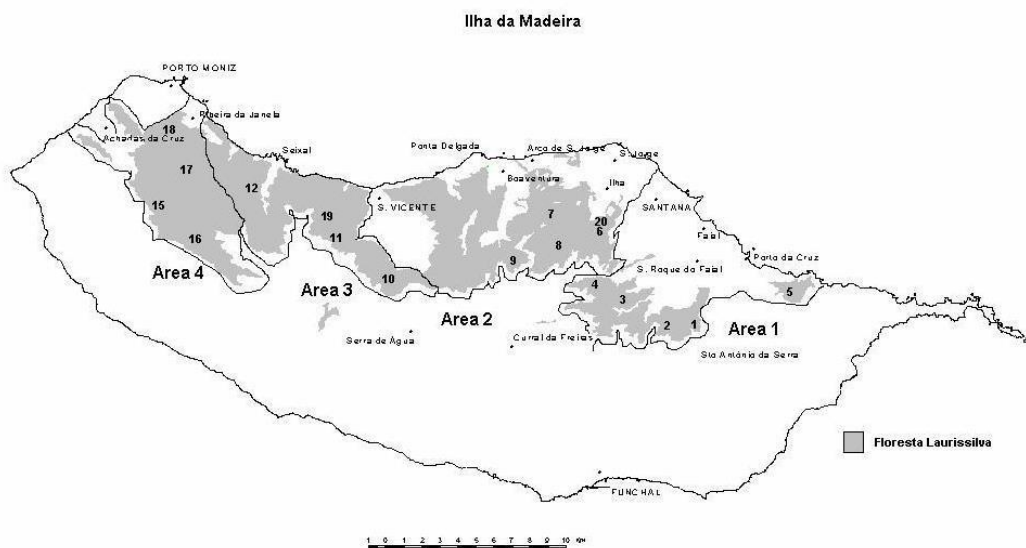 Ilha da Madeira
PORTO MONIZ
Ribeira da Janela
18
Achadas da Cruz
Seixal
Ponta Delgada
Arco de S. Jorge
S. Jorge
17
Boaventura
12
Ilha
15
S. VICENTE
SANTANA
19
7
20
6
16
11
8
Faial
9
Porto da Cruz
Area 4
10
S. Roque do Faial
Area 3
4
3
5
Area 2
2
1
Area 1
Serra de Água
Curral da Freiras
Sto António da Serra
Floresta Laurissilva
FUNCHAL
1 0 1 2 3 4 5 6 7 8 9 10 Km